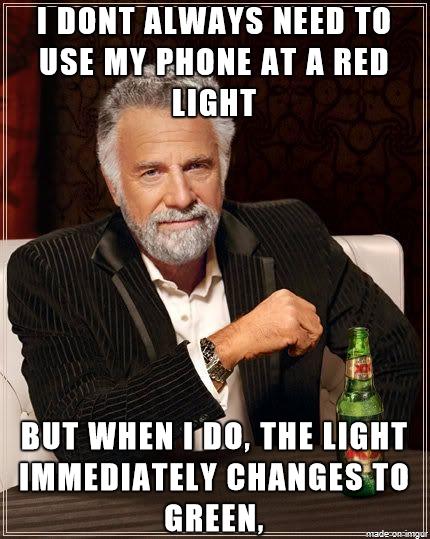 I DONT ALWAYS NEED TO
USE MY PHONE AT A RED
LIGHT
XX
BUT WHEN I DO, THE LIGHT
IMMEDIATELY CHANGES TO
GREEN,
made on imgur